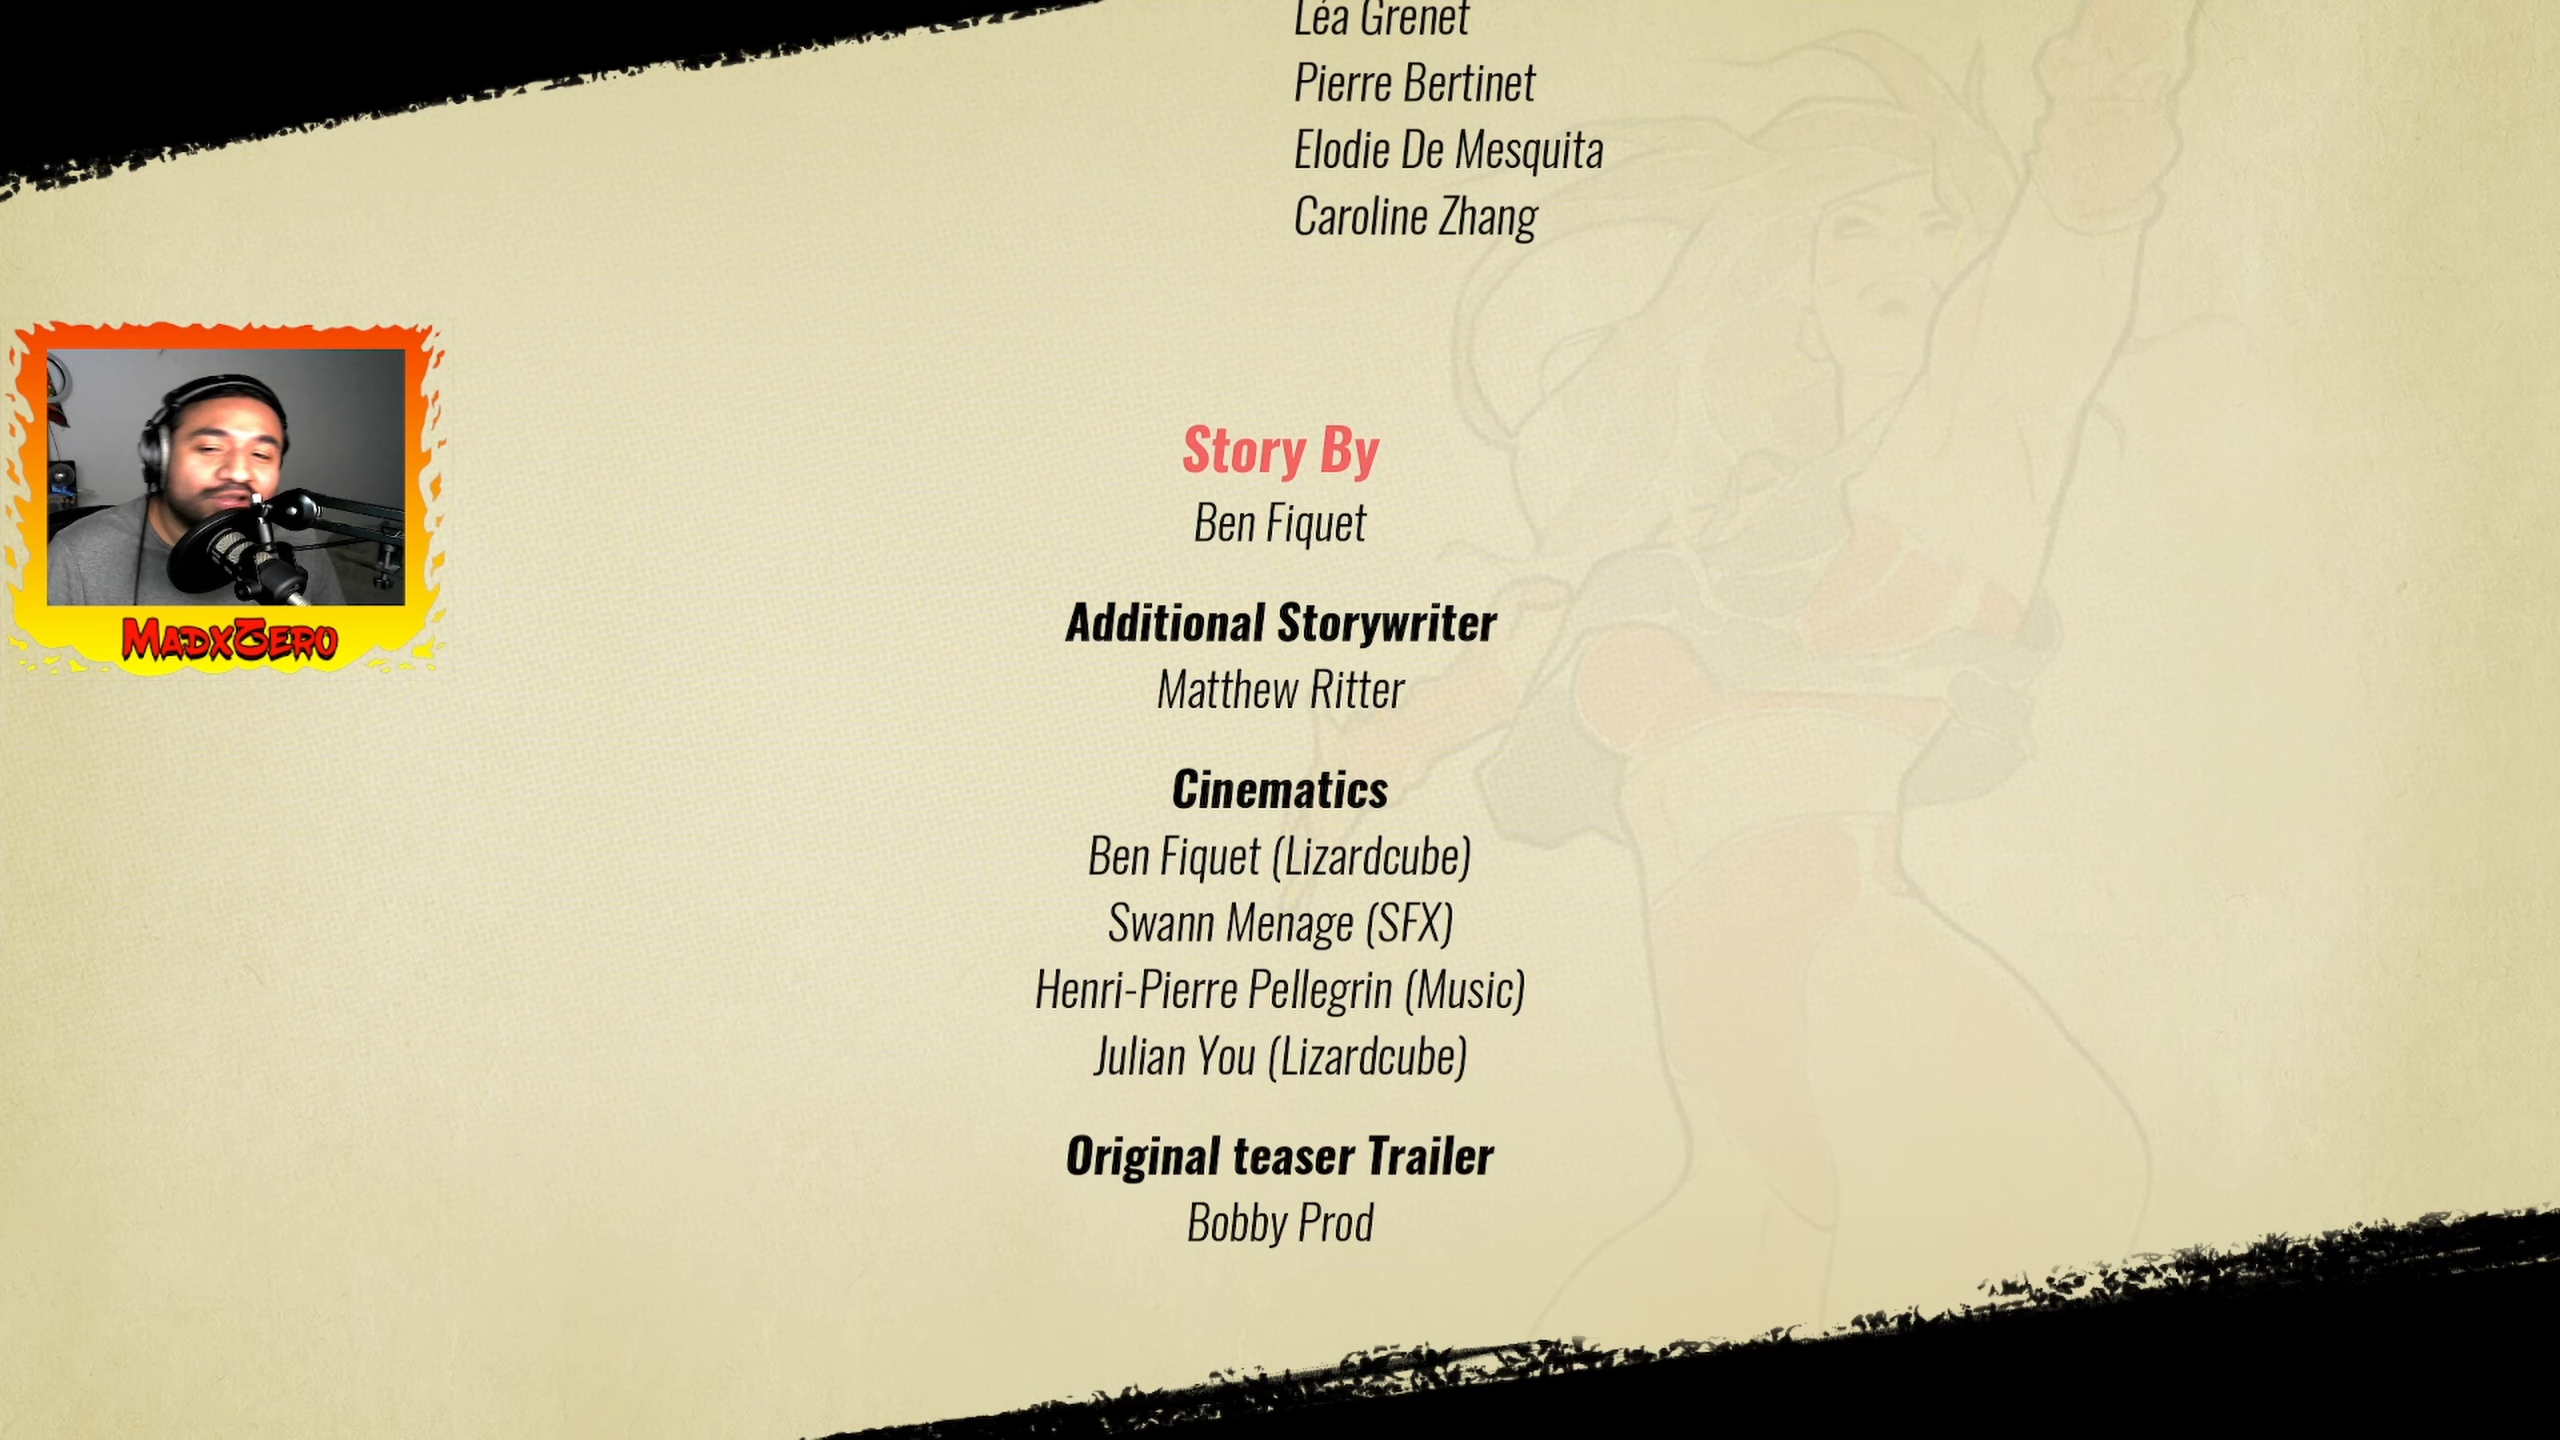 Léa Grenet
Pierre Bertinet
Elodie De Mesquita
Caroline Zhang
MadxZero
Story By
Ben Fiquet
Additional Storywriter
Matthew Ritter
Cinematics
Ben Fiquet (Lizardcube)
Swann Menage (SFX)
Henri-Pierre Pellegrin (Music)
Julian You (Lizardcube)
Original teaser Trailer
Bobby Prod